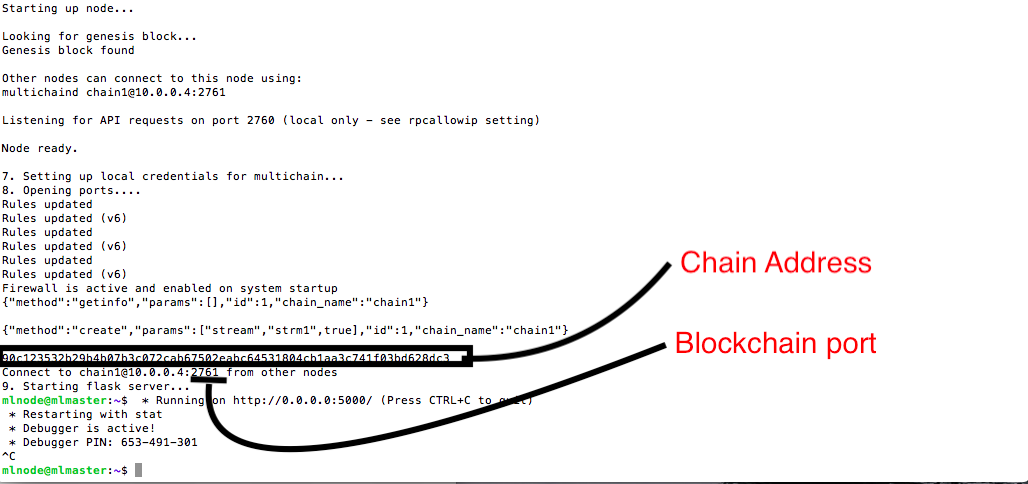 Starting up node...
Looking for genesis block...
Genesis block found
Other nodes can connect to this node using:
multichaind chain1@10.0.0.4:2761
Listening for API requests on port 2760 (local only - see rpcallowip setting)
Node ready.
7. Setting up local credentials for multichain...
8. Opening ports....
Rules updated
Rules updated (v6)
Rules updated
Rules updated (v6)
Rules updated
Rules updated (v6)
Firewall is active and enabled on system startup
{"method":"getinfo","params":[],"id":1,"chain_name":"chain1"}
Chain Address
{"method":"create","params":["stream","strm1",true],"id":1,"chain_name":"chain1"}
Blockchain port
90c123532b29b4b07b3c072cab67502eabc64531804cb1aa3c741f03bd628dc3
Connect to chain1@10.0.0.4:2761 from other nodes
9. Starting flask server...
mlnode@mlmaster:~$  * Running on http://0.0.0.0:5000/ (Press CTRL+C to quit)
 * Restarting with stat
 * Debugger is active!
 * Debugger PIN: 653-491-301
^C
mlnode@mlmaster:~$